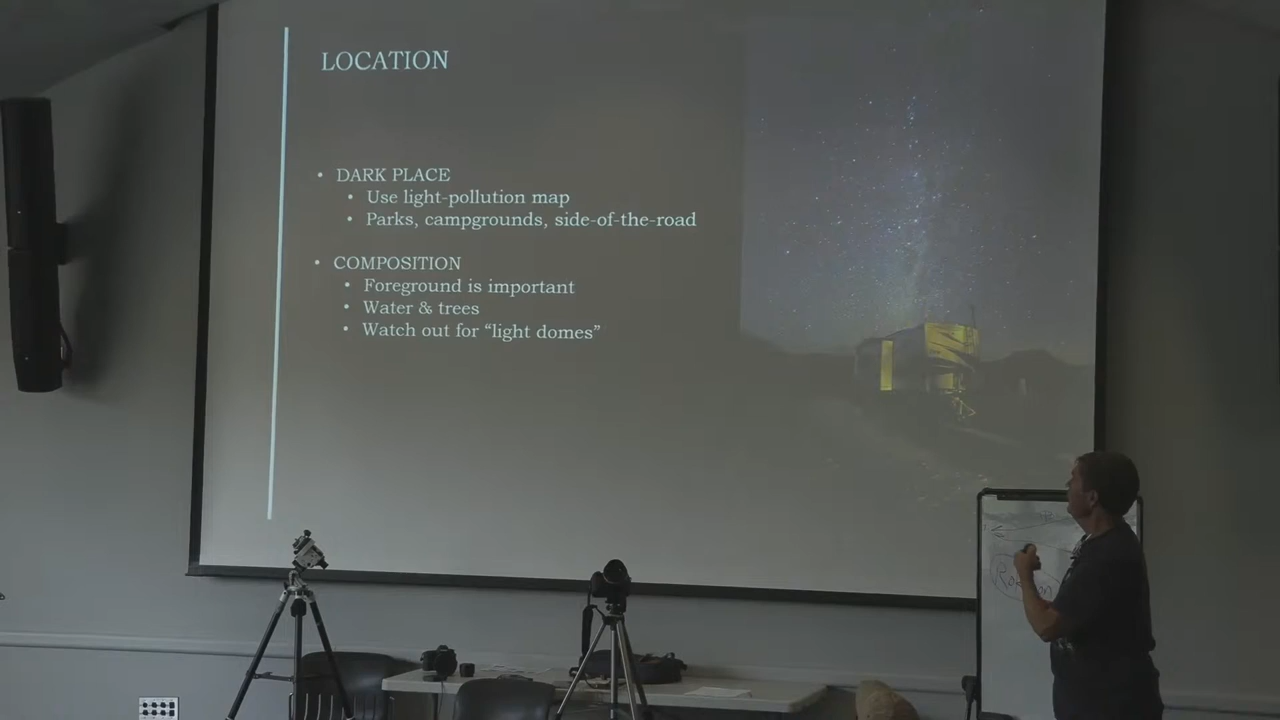 LOCATION
• DARK PLACE
• Use light-pollution map
• Parks, campgrounds, side-of-the-road
• COMPOSITION
• Foreground is important
• Water & trees
• Watch out for “light domes”